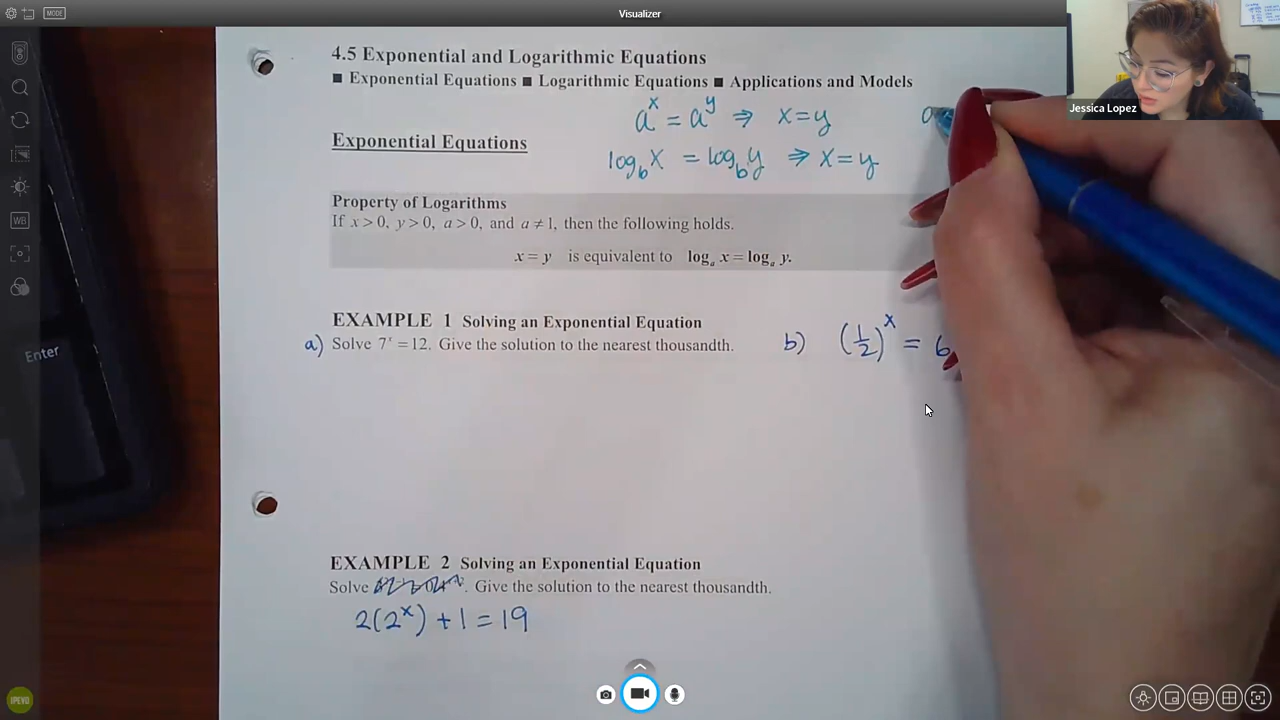 MODE
Visualizer
Jessica Lopez
WB
Enter
IPEVO
4.5 Exponential and Logarithmic Equations
■ Exponential Equations ■ Logarithmic Equations ■ Applications and Models
a^x = a^y ⇒ x = y
Exponential Equations
log_b x = log_b y ⇒ x = y
Property of Logarithms
If x > 0, y > 0, a > 0, and a ≠ 1, then the following holds.
x = y is equivalent to log_a x = log_a y.
EXAMPLE 1 Solving an Exponential Equation
a) Solve 7^x = 12. Give the solution to the nearest thousandth.
b) (1/2)^x = 6
EXAMPLE 2 Solving an Exponential Equation
Solve . Give the solution to the nearest thousandth.
2(2^x) + 1 = 19